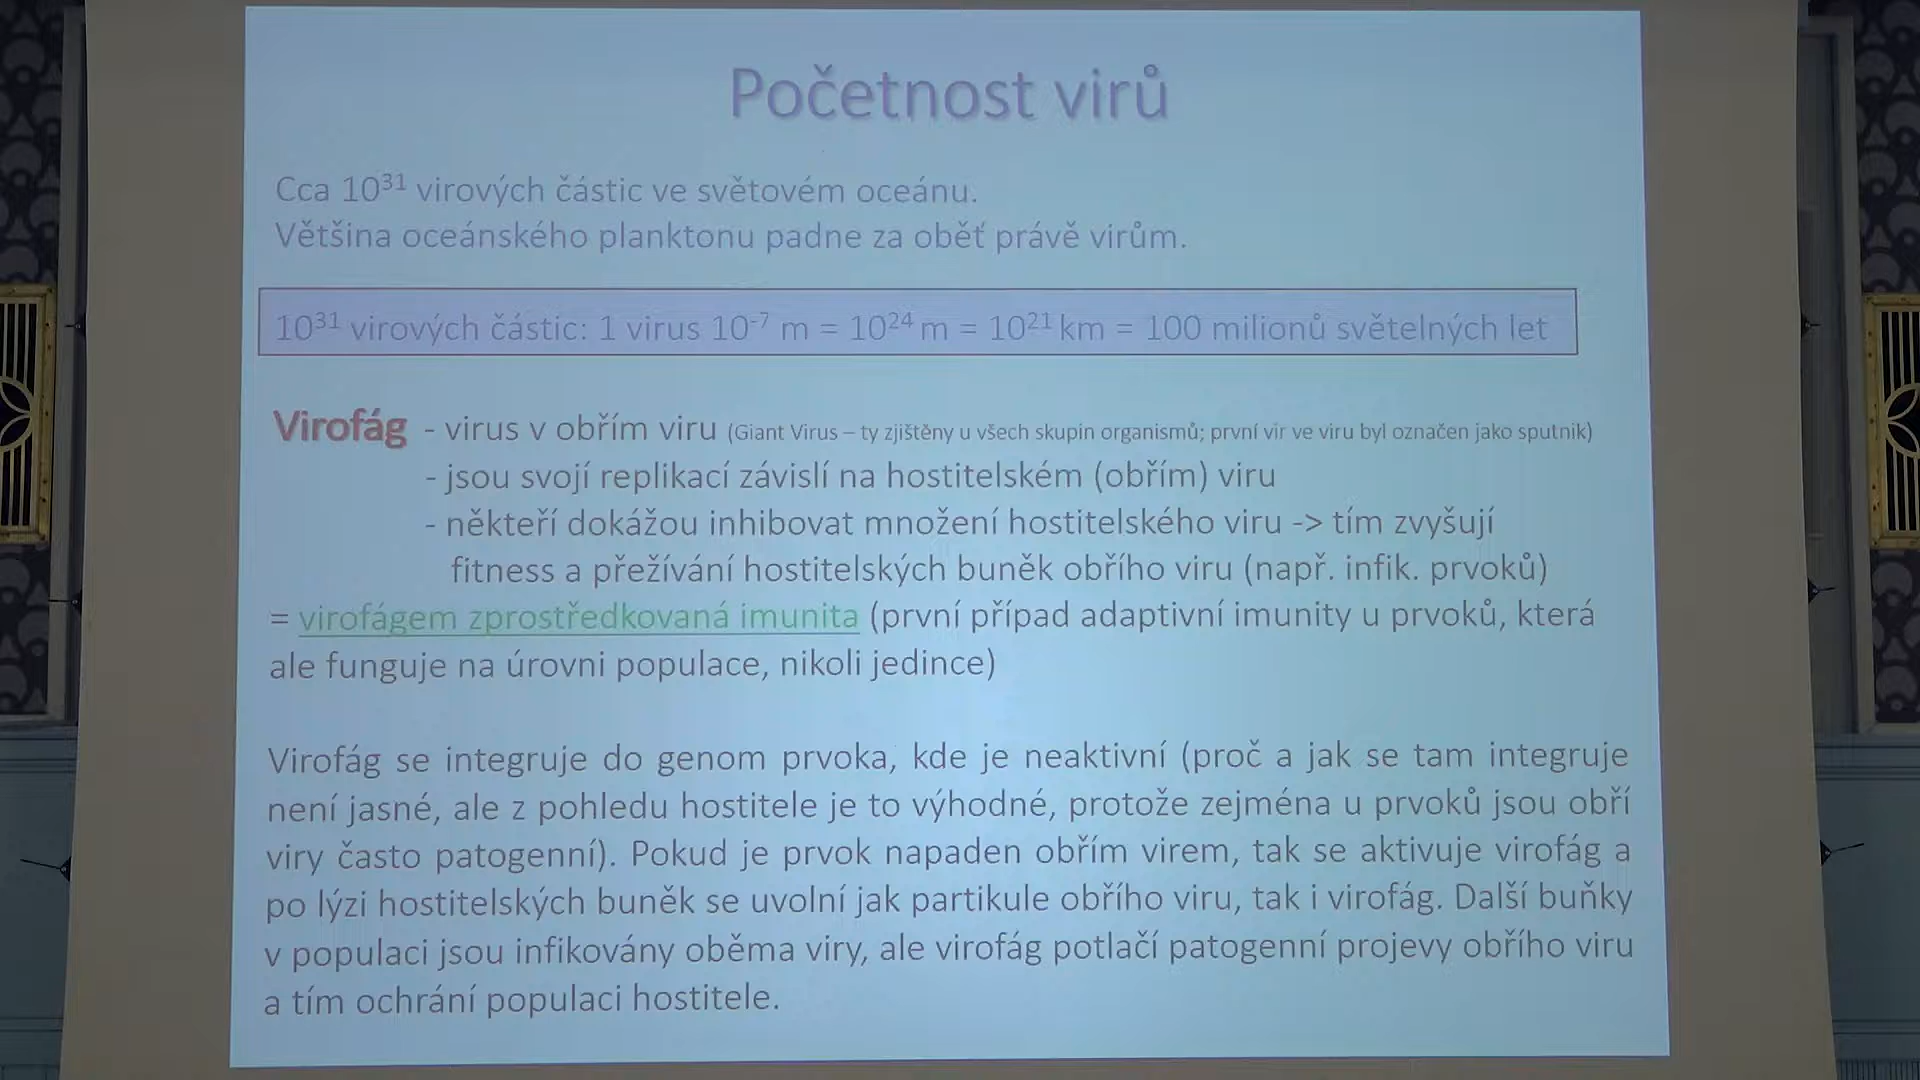 Početnost virů
Cca 10³¹ virových částic ve světovém oceánu.
Většina oceánského planktonu padne za oběť právě virům.
10³¹ virových částic: 1 virus 10⁻⁷ m = 10²⁴ m = 10²¹ km = 100 milionů světelných let
Virofág - virus v obřím viru (Giant Virus – ty zjištěny u všech skupin organismů; první vir ve viru byl označen jako sputnik)
- jsou svojí replikací závislí na hostitelském (obřím) viru
- někteří dokážou inhibovat množení hostitelského viru -> tím zvyšují
fitness a přežívání hostitelských buněk obřího viru (např. infik. prvoků)
= virofágem zprostředkovaná imunita (první případ adaptivní imunity u prvoků, která
ale funguje na úrovni populace, nikoli jedince)
Virofág se integruje do genom prvoka, kde je neaktivní (proč a jak se tam integruje
není jasné, ale z pohledu hostitele je to výhodné, protože zejména u prvoků jsou obří
viry často patogenní). Pokud je prvok napaden obřím virem, tak se aktivuje virofág a
po lýzi hostitelských buněk se uvolní jak partikule obřího viru, tak i virofág. Další buňky
v populaci jsou infikovány oběma viry, ale virofág potlačí patogenní projevy obřího viru
a tím ochrání populaci hostitele.